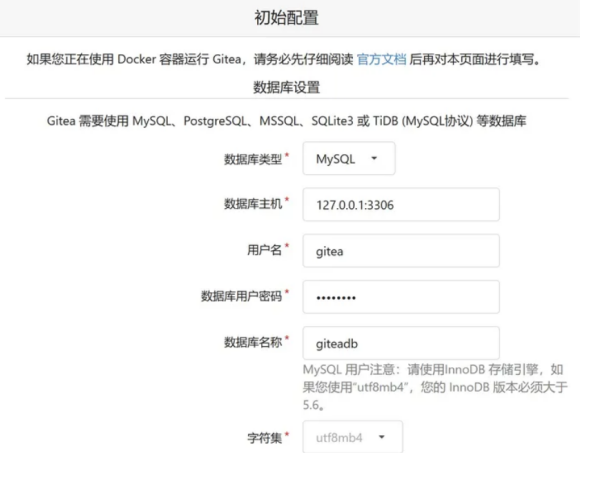 初始配置
如果您正在使用 Docker 容器运行 Gitea，请务必先仔细阅读 官方文档 后再对本页面进行填写。
数据库设置
Gitea 需要使用 MySQL、PostgreSQL、MSSQL、SQLite3 或 TiDB (MySQL协议) 等数据库
数据库类型* MySQL
数据库主机* 127.0.0.1:3306
用户名* gitea
数据库用户密码* ••••••••
数据库名称* giteadb
MySQL 用户注意：请使用InnoDB 存储引擎，如
果您使用“utf8mb4”，您的 InnoDB 版本必须大于
5.6。
字符集* utf8mb4